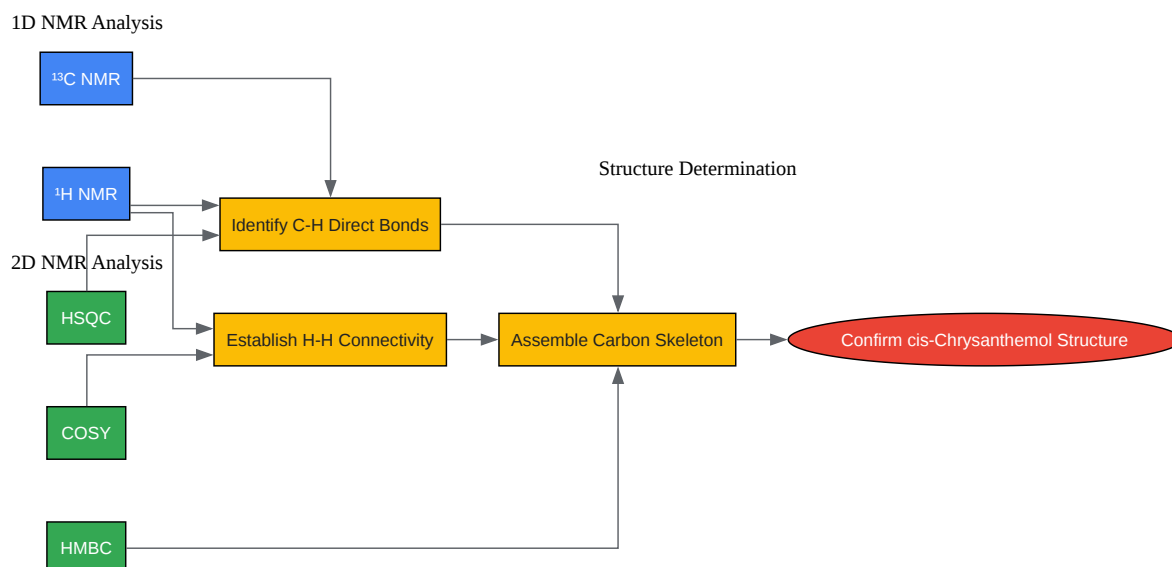 1D NMR Analysis
¹³C NMR
¹H NMR
Structure Determination
Identify C-H Direct Bonds
2D NMR Analysis
HSQC
Establish H-H Connectivity
Assemble Carbon Skeleton
Confirm cis-Chrysanthemol Structure
COSY
HMBC